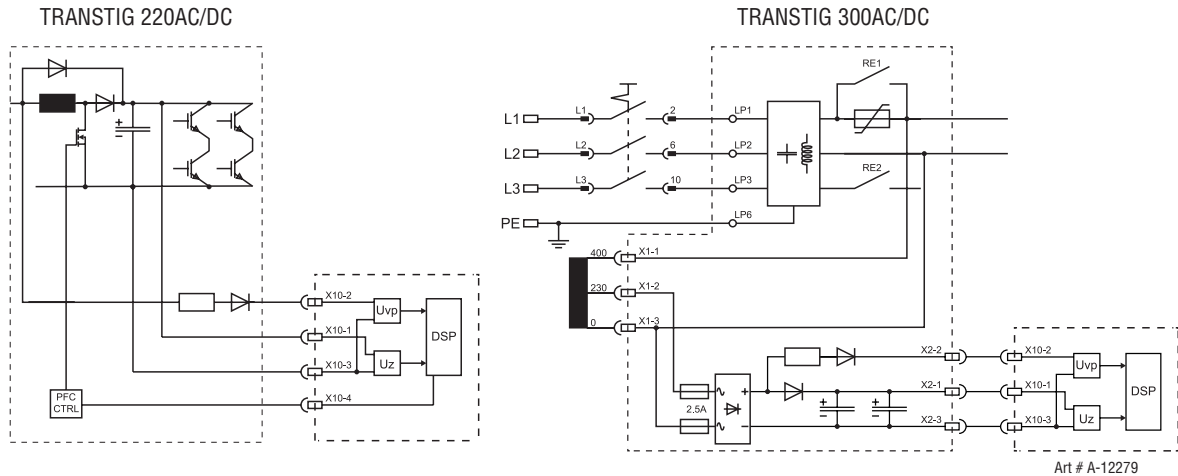 TRANSTIG 220AC/DC
TRANSTIG 300AC/DC
X10-2
Uvp
X10-1
DSP
X10-3
Uz
PFC
CTRL
X10-4
RE1
L1
L1
2
LP1
L2
L2
6
LP2
L3
L3
10
LP3
RE2
PE
LP6
400
X1-1
230
X1-2
0
X1-3
2.5A
X2-2
X10-2
Uvp
X2-1
X10-1
DSP
X2-3
X10-3
Uz
Art # A-12279